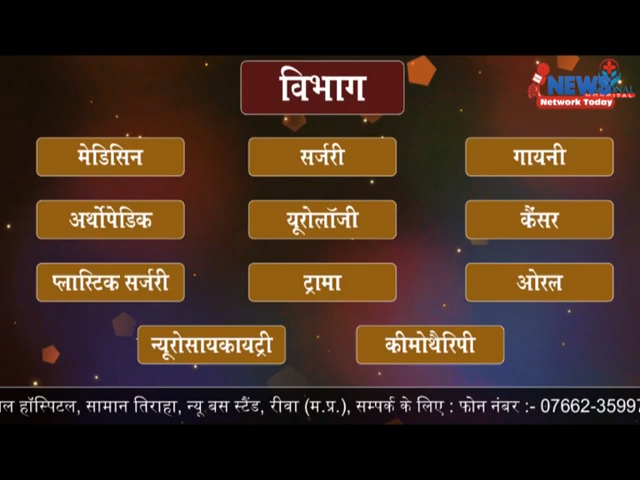 विभाग
NEWS
Network Today
HOSPITAL
मेडिसिन सर्जरी गायनी
अर्थोपेडिक यूरोलॉजी कैंसर
प्लास्टिक सर्जरी ट्रामा ओरल
न्यूरोसायकायट्री कीमोथैरिपी
हॉस्पिटल, सामान तिराहा, न्यू बस स्टैंड, रीवा (म.प्र.), सम्पर्क के लिए : फोन नंबर :- 07662-35997